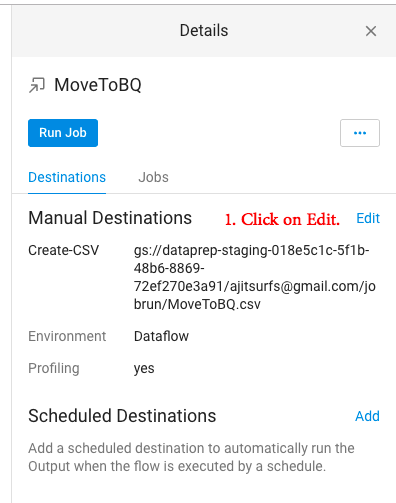 Details
MoveToBQ
Run Job
Destinations Jobs
Manual Destinations 1. Click on Edit. Edit
Create-CSV gs://dataprep-staging-018e5c1c-5f1b-
48b6-8869-
72ef270e3a91/ajitsurfs@gmail.com/jo
brun/MoveToBQ.csv
Environment Dataflow
Profiling yes
Scheduled Destinations Add
Add a scheduled destination to automatically run the
Output when the flow is executed by a schedule.